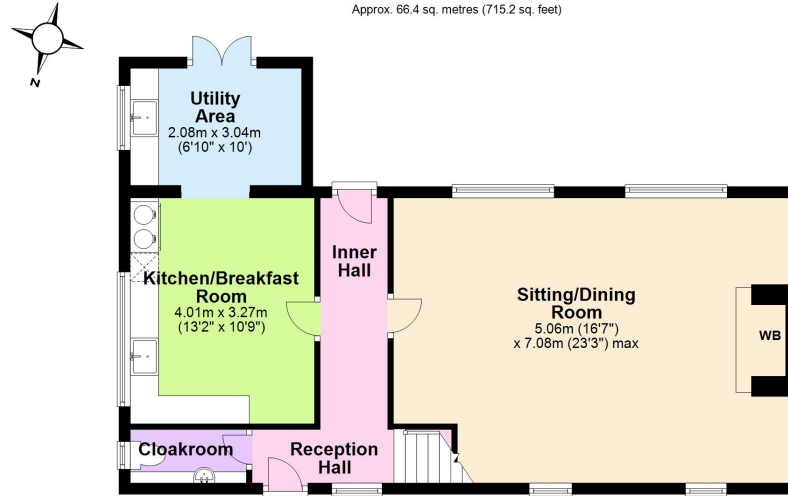 Approx. 66.4 sq. metres (715.2 sq. feet)
N
Utility
Area
2.08m x 3.04m
(6'10" x 10')
Kitchen/Breakfast
Room
4.01m x 3.27m
(13'2" x 10'9")
Inner
Hall
Sitting/Dining
Room
5.06m (16'7")
x 7.08m (23'3") max
WB
Cloakroom
Reception
Hall